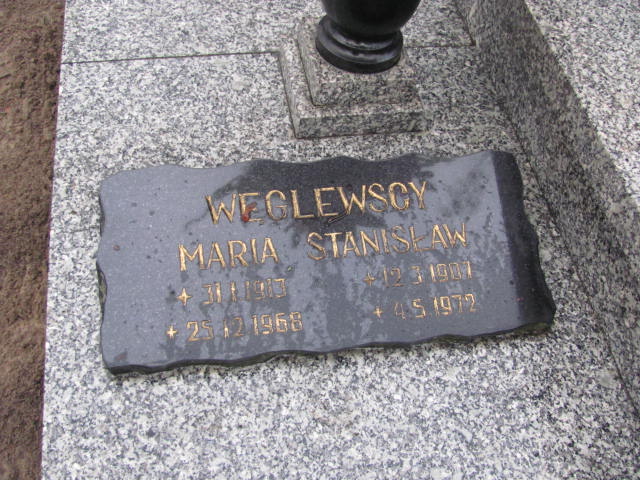 WĘGLEWSCY
MARIA STANISŁAW
* 31.1.1913 * 12.3.1907
+ 25.12.1968 + 4.5.1972